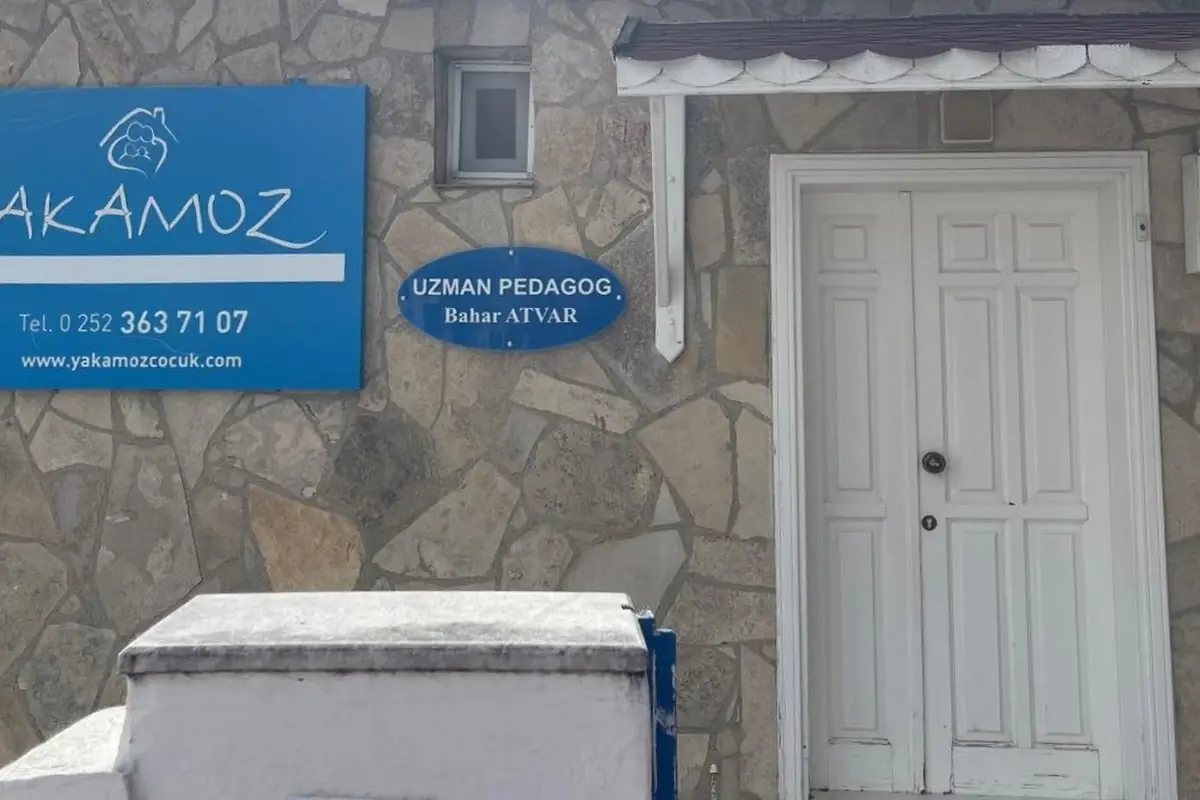 AKAMOZ
Tel. 0 252 363 71 07
www.yakamozcocuk.com
UZMAN PEDAGOG
Bahar ATVAR